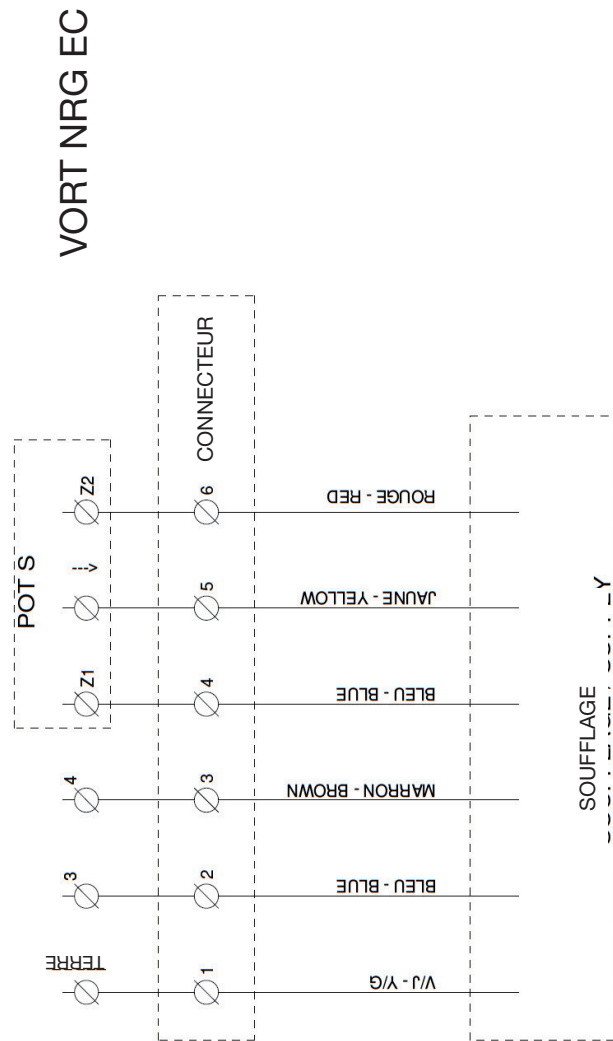 VORT NRG EC
POT S
Z2
--->
Z1
4
3
TERRE
CONNECTEUR
6
5
4
3
2
1
ROUGE - RED
JAUNE - YELLOW
BLEU - BLUE
MARRON - BROWN
BLEU - BLUE
V/J - Y/G
SOUFFLAGE